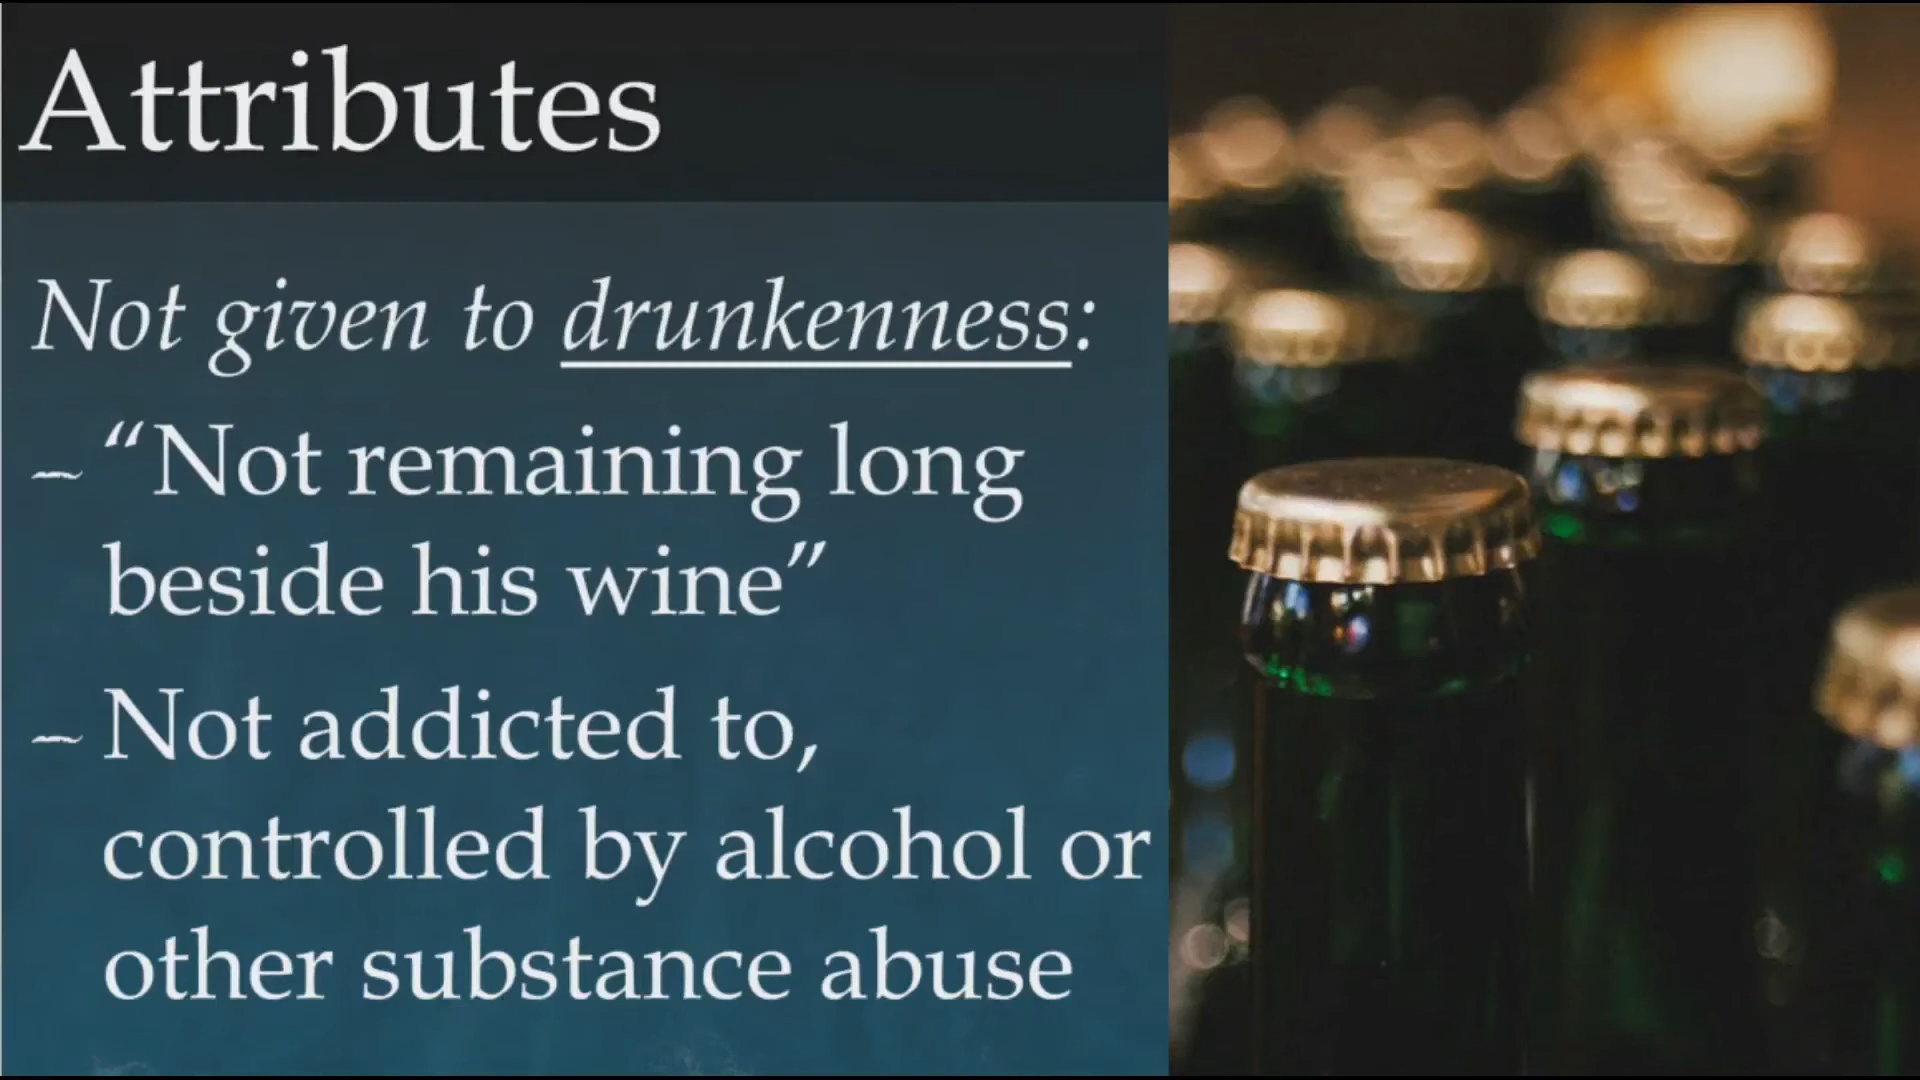 Attributes
Not given to drunkenness:
– “Not remaining long
beside his wine”
– Not addicted to,
controlled by alcohol or
other substance abuse